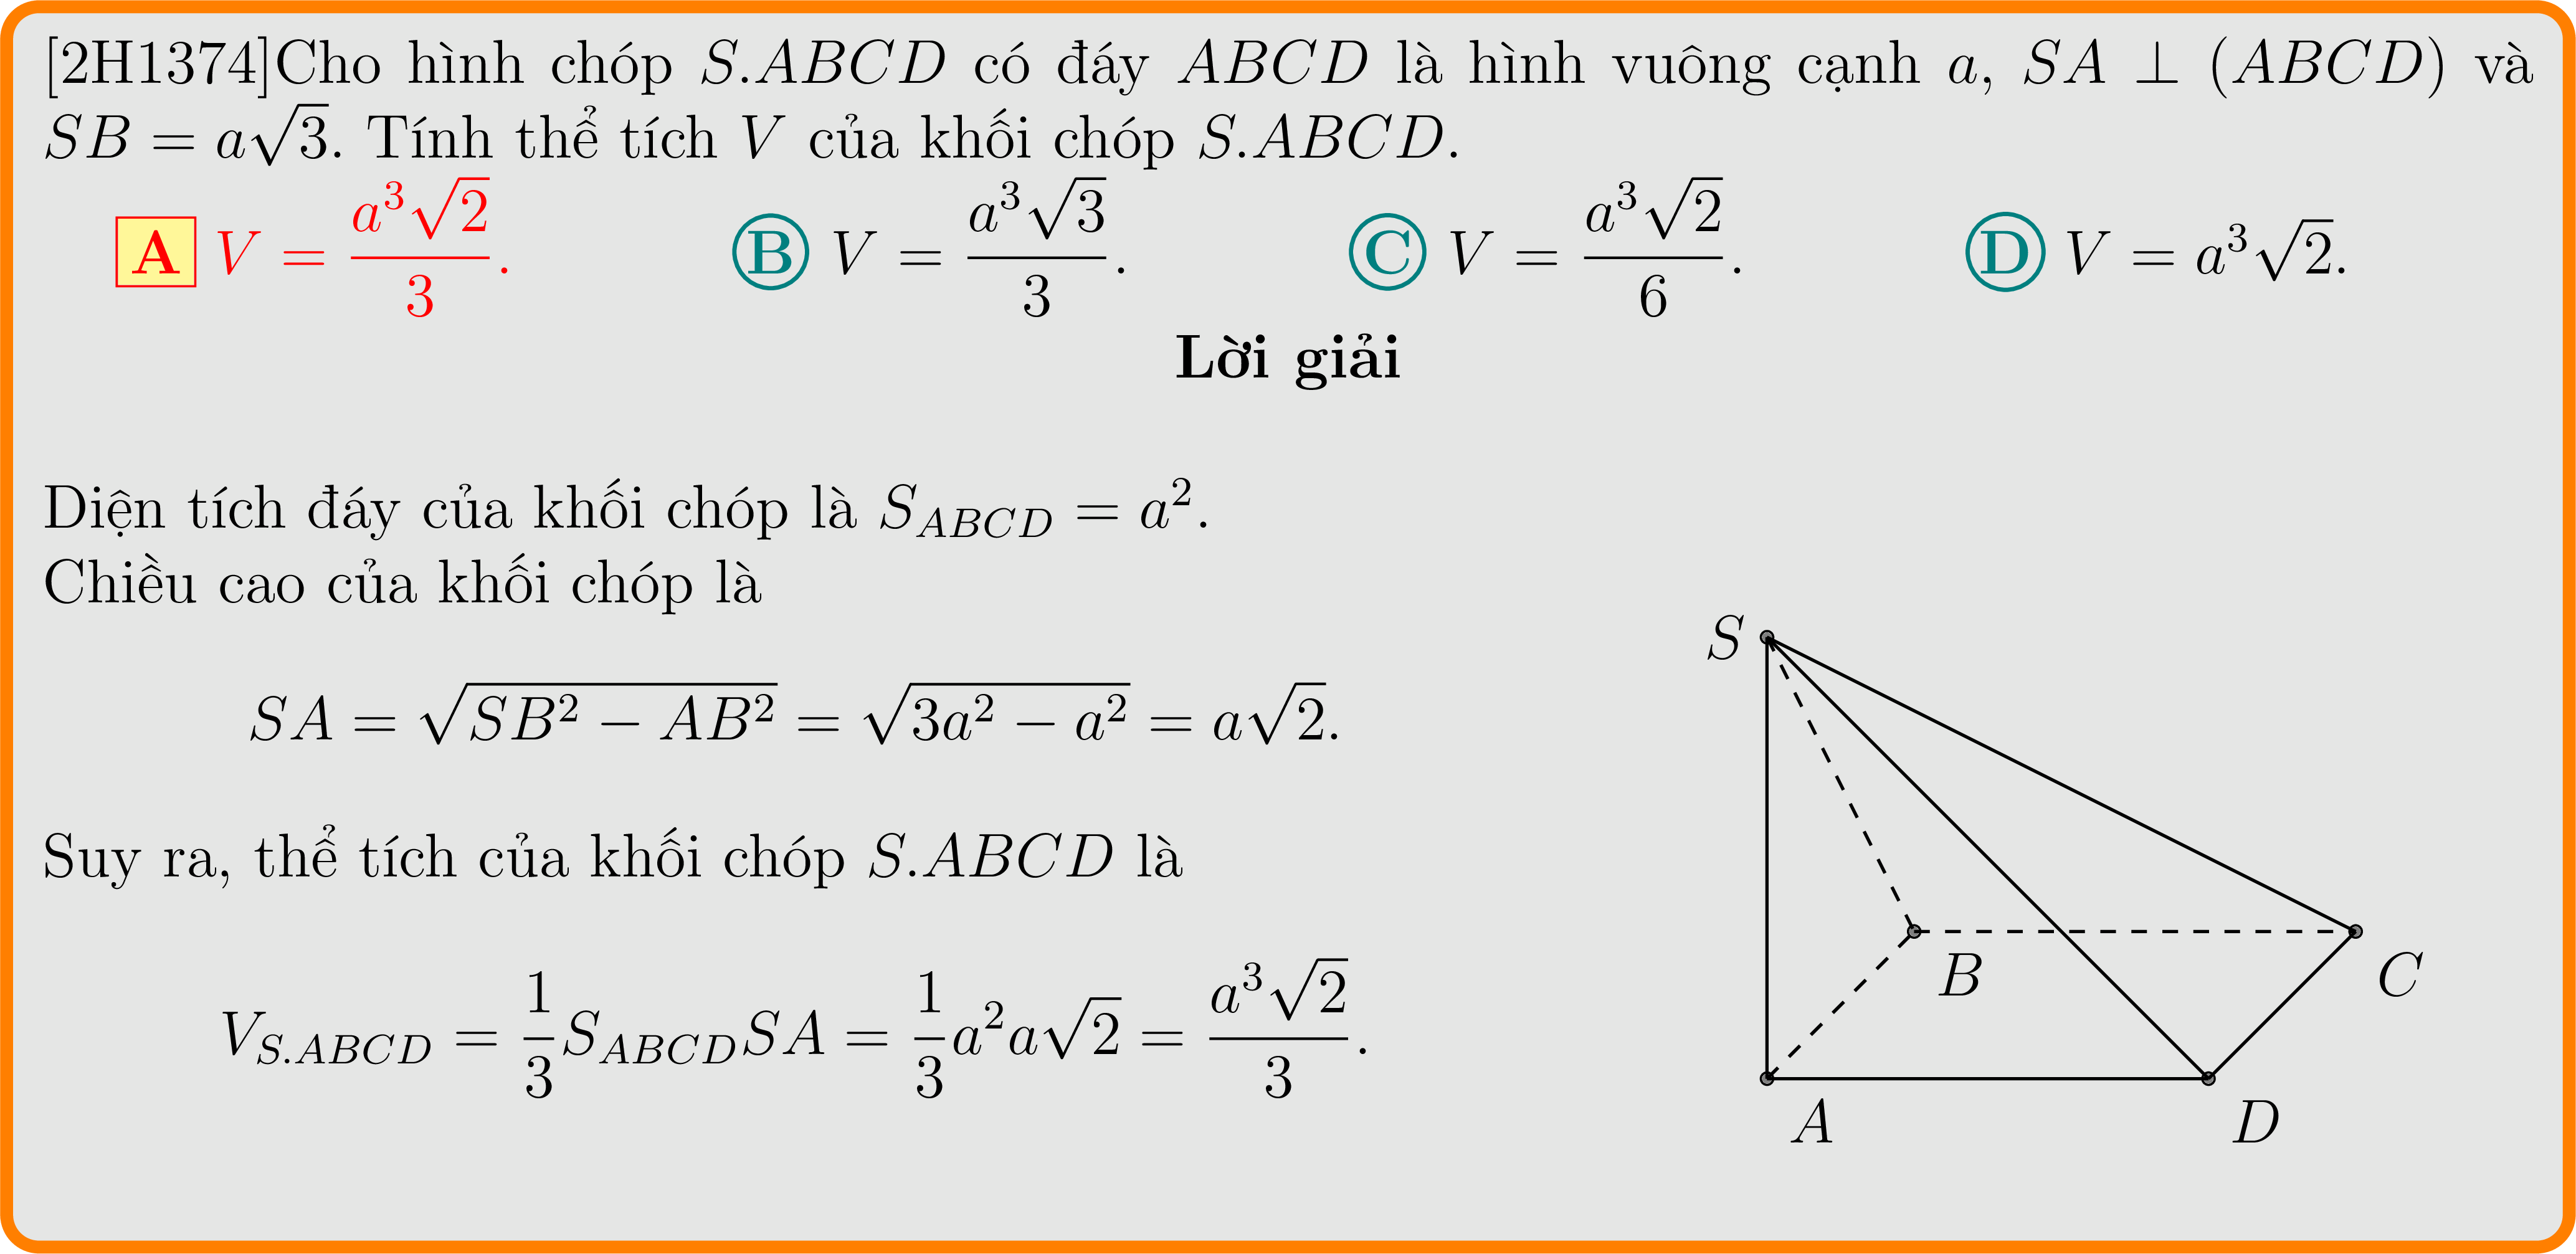 [2H1374]Cho hình chóp S.ABCD có đáy ABCD là hình vuông cạnh a, SA ⊥ (ABCD) và
SB = a√3. Tính thể tích V của khối chóp S.ABCD.
A V = \frac{a^3\sqrt{2}}{3}. B V = \frac{a^3\sqrt{3}}{3}. C V = \frac{a^3\sqrt{2}}{6}. D V = a^3\sqrt{2}.
Lời giải
Diện tích đáy của khối chóp là S_{ABCD} = a^2.
Chiều cao của khối chóp là
SA = \sqrt{SB^2 − AB^2} = \sqrt{3a^2 − a^2} = a\sqrt{2}.
Suy ra, thể tích của khối chóp S.ABCD là
V_{S.ABCD} = \frac{1}{3}S_{ABCD}SA = \frac{1}{3}a^2a\sqrt{2} = \frac{a^3\sqrt{2}}{3}.
S
B
C
A
D